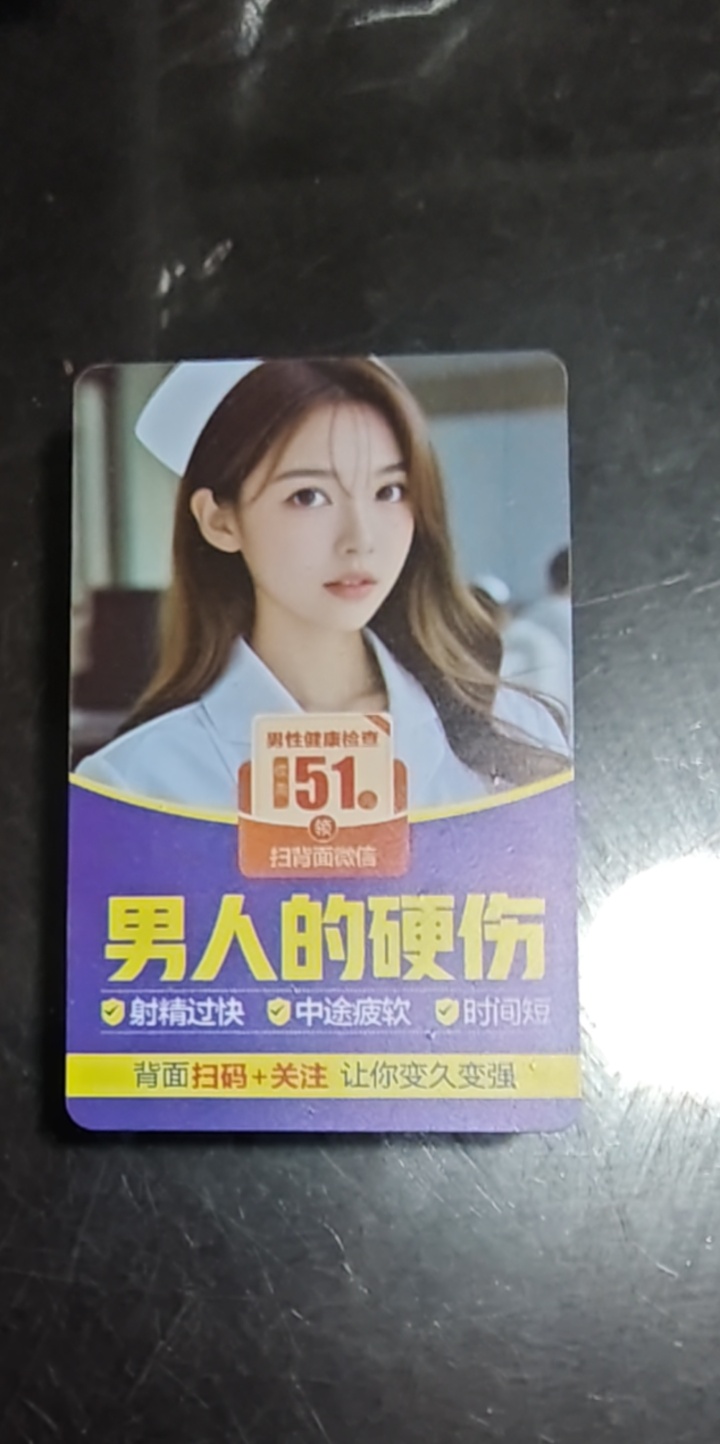 男性健康检查
51
领
扫背面微信
男人的硬伤
射精过快 中途疲软 时间短
背面扫码+关注 让你变久变强